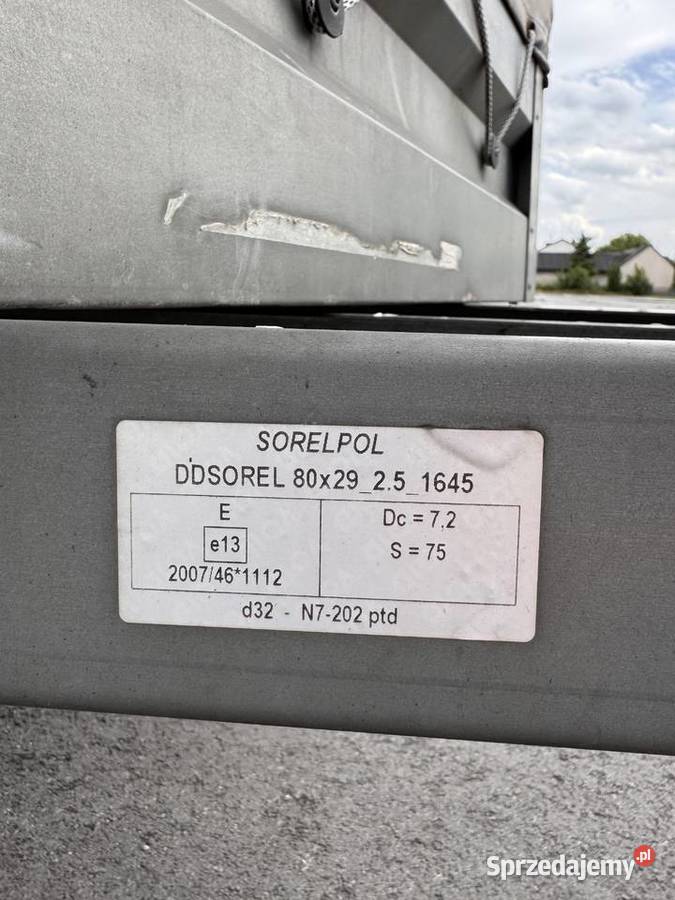 SORELPOL
DDSOREL 80x29_2.5_1645
E
e13
2007/46*1112
Dc = 7.2
S = 75
d32 - N7-202 ptd
Sprzedajemy.pl